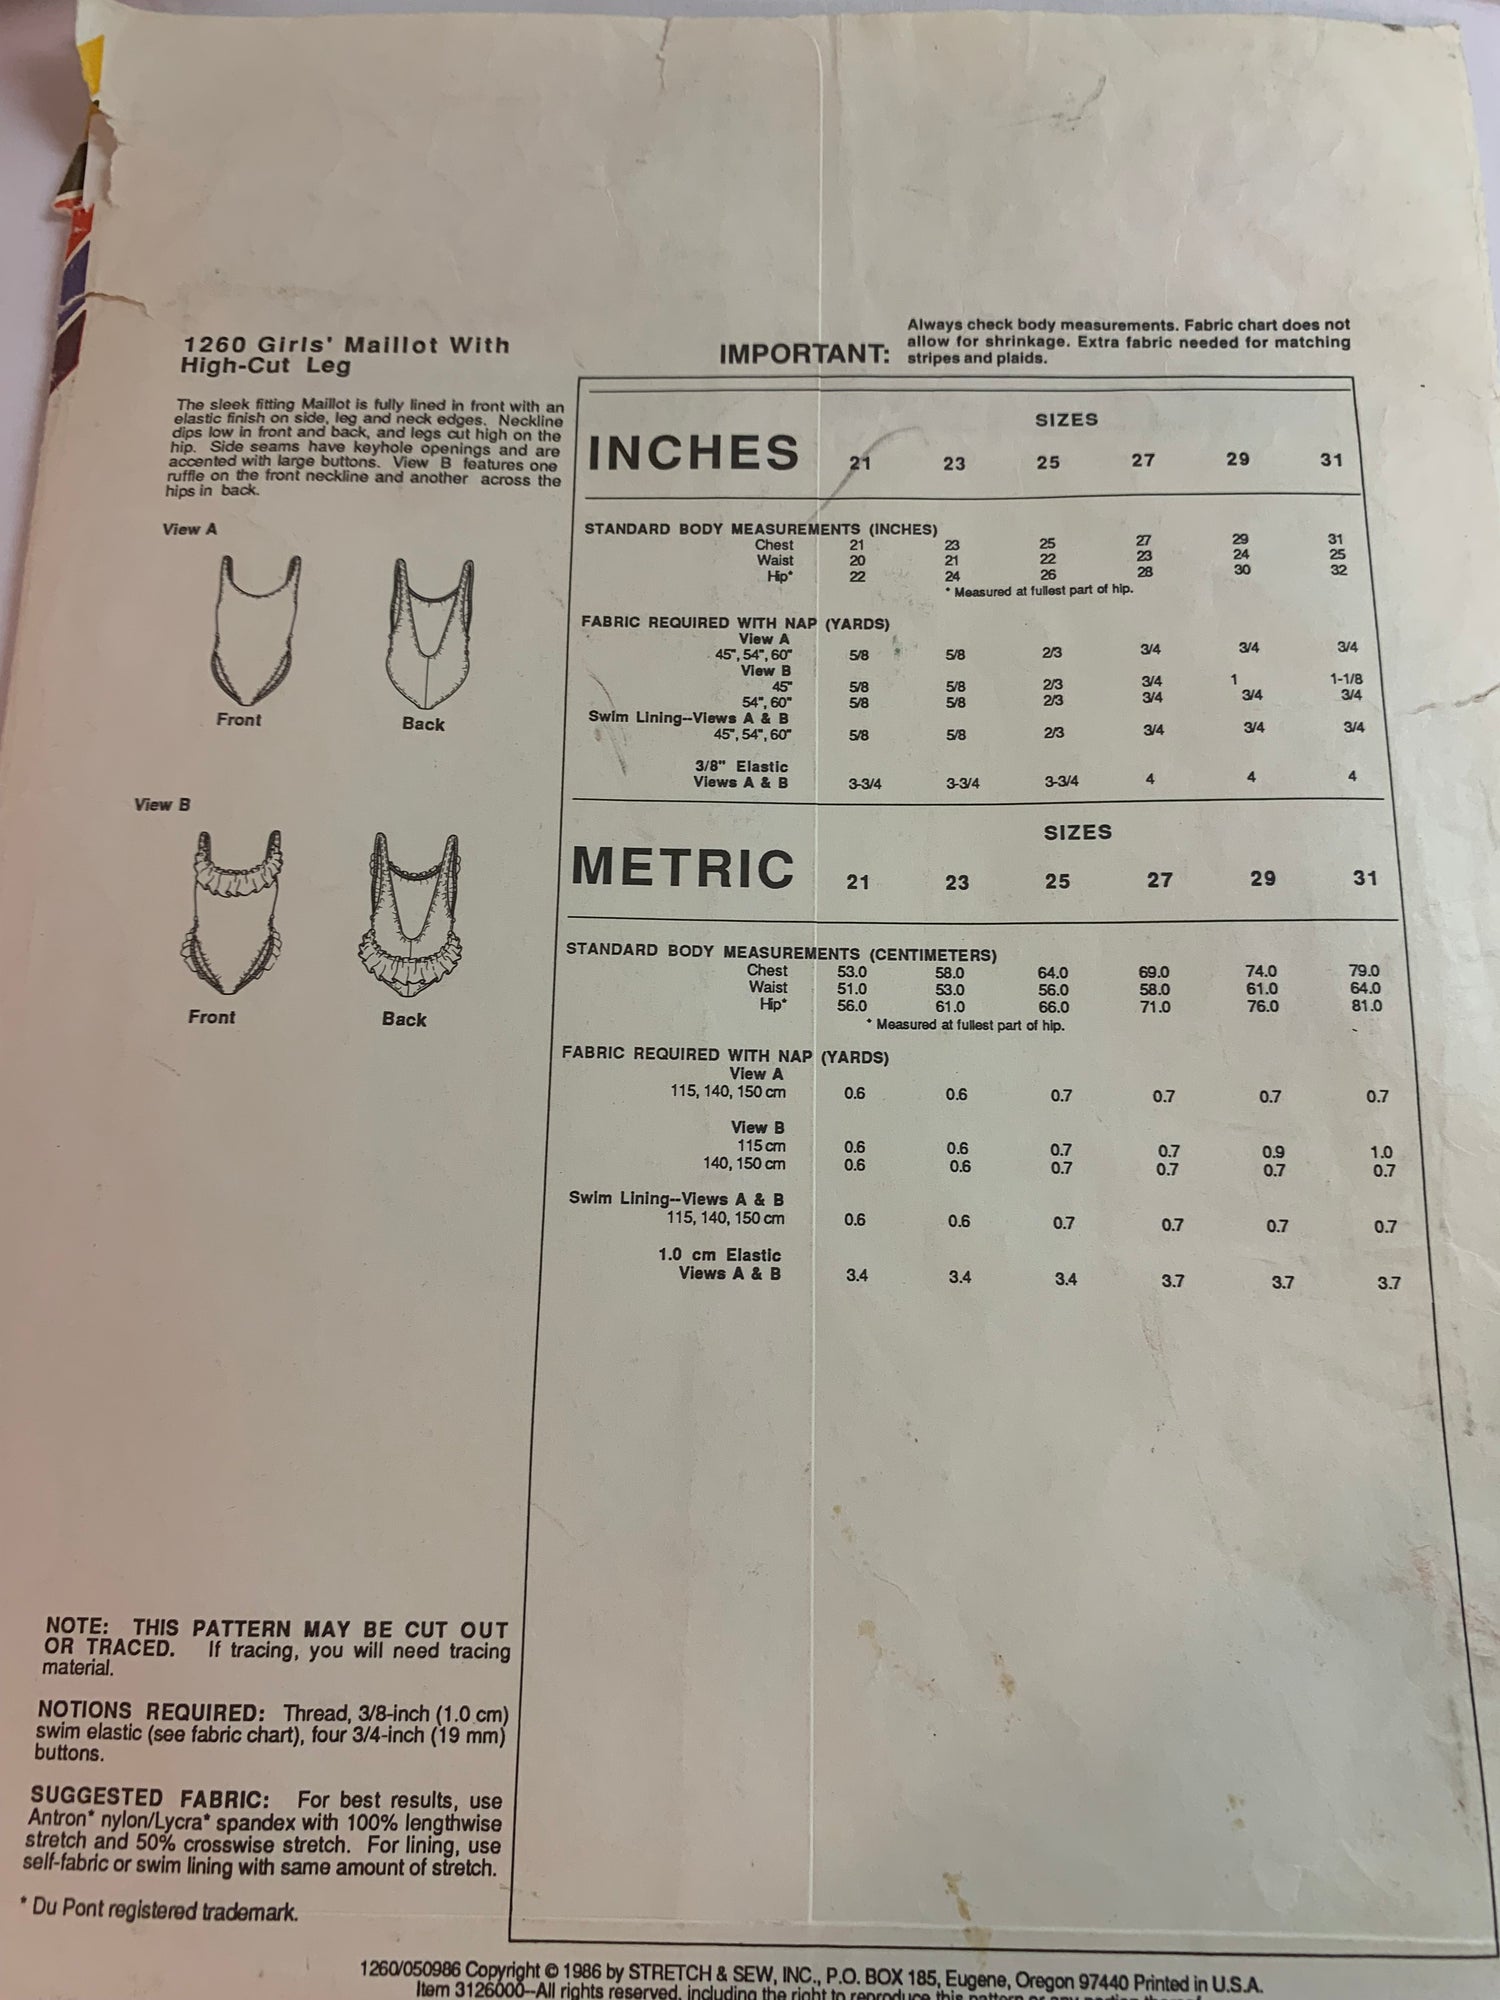 1260 Girls' Maillot With
High-Cut Leg
The sleek fitting Maillot is fully lined in front with an
elastic finish on side, leg and neck edges. Neckline
dips low in front and back, and legs cut high on the
hip. Side seams have keyhole openings and are
accented with large buttons. View B features one
ruffle on the front neckline and another across the
hips in back.
View A
Front Back
View B
Front Back
NOTE: THIS PATTERN MAY BE CUT OUT
OR TRACED. If tracing, you will need tracing
material.
NOTIONS REQUIRED: Thread, 3/8-inch (1.0 cm)
swim elastic (see fabric chart), four 3/4-inch (19 mm)
buttons.
SUGGESTED FABRIC: For best results, use
Antron* nylon/Lycra* spandex with 100% lengthwise
stretch and 50% crosswise stretch. For lining, use
self-fabric or swim lining with same amount of stretch.
* Du Pont registered trademark.
IMPORTANT: Always check body measurements. Fabric chart does not
allow for shrinkage. Extra fabric needed for matching
stripes and plaids.
SIZES
INCHES 21 23 25 27 29 31
STANDARD BODY MEASUREMENTS (INCHES)
Chest 21 23 25 27 29 31
Waist 20 21 22 23 24 25
Hip* 22 24 26 28 30 32
* Measured at fullest part of hip.
FABRIC REQUIRED WITH NAP (YARDS)
View A
45", 54", 60" 5/8 5/8 2/3 3/4 3/4 3/4
View B
45" 5/8 5/8 2/3 3/4 1 1-1/8
54", 60" 5/8 5/8 2/3 3/4 3/4 3/4
Swim Lining--Views A & B
45", 54", 60" 5/8 5/8 2/3 3/4 3/4 3/4
3/8" Elastic
Views A & B 3-3/4 3-3/4 3-3/4 4 4 4
SIZES
METRIC 21 23 25 27 29 31
STANDARD BODY MEASUREMENTS (CENTIMETERS)
Chest 53.0 58.0 64.0 69.0 74.0 79.0
Waist 51.0 53.0 56.0 58.0 61.0 64.0
Hip* 56.0 61.0 66.0 71.0 76.0 81.0
* Measured at fullest part of hip.
FABRIC REQUIRED WITH NAP (YARDS)
View A
115, 140, 150 cm 0.6 0.6 0.7 0.7 0.7 0.7
View B
115 cm 0.6 0.6 0.7 0.7 0.9 1.0
140, 150 cm 0.6 0.6 0.7 0.7 0.7 0.7
Swim Lining--Views A & B
115, 140, 150 cm 0.6 0.6 0.7 0.7 0.7 0.7
1.0 cm Elastic
Views A & B 3.4 3.4 3.4 3.7 3.7 3.7
1260/050986 Copyright © 1986 by STRETCH & SEW, INC., P.O. BOX 185, Eugene, Oregon 97440 Printed in U.S.A.
Item 3126000--All rights reserved, including the right to reproduce this pattern or any portion